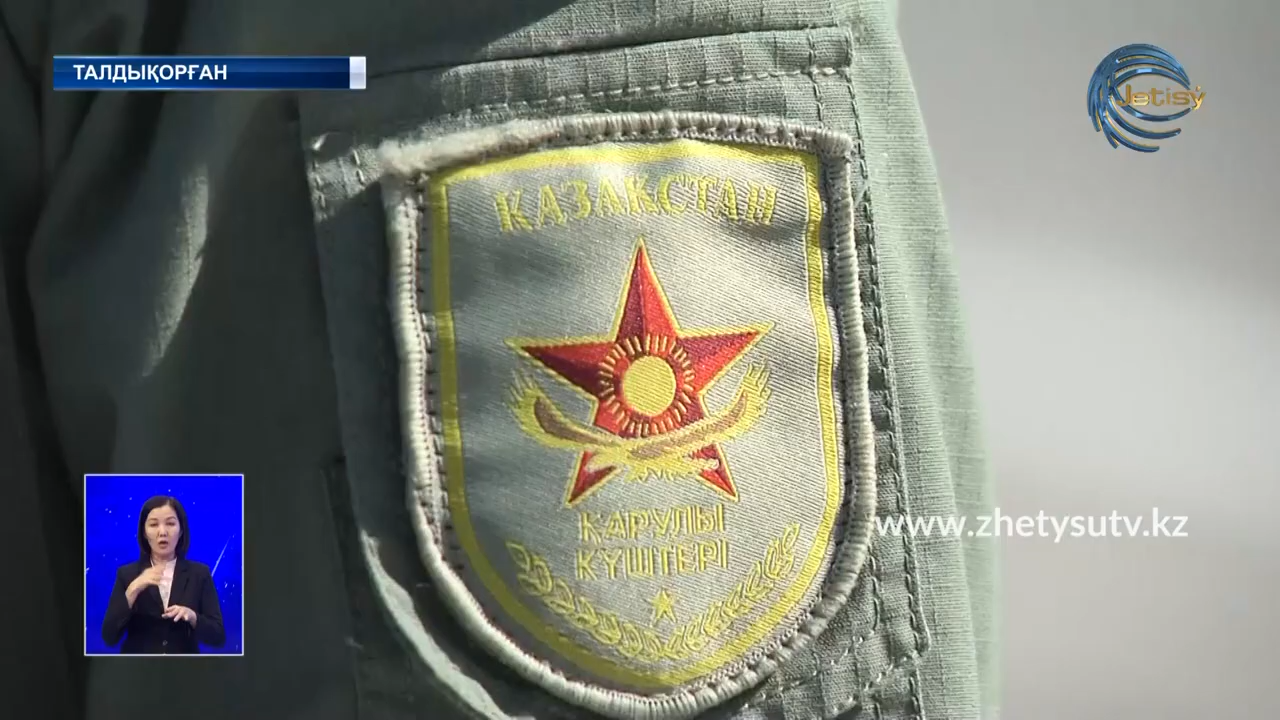 ТАЛДЫҚОРҒАН
Jetisý
ҚАЗАҚСТАН
ҚАРУЛЫ
КҮШТЕРІ
www.zhetysutv.kz